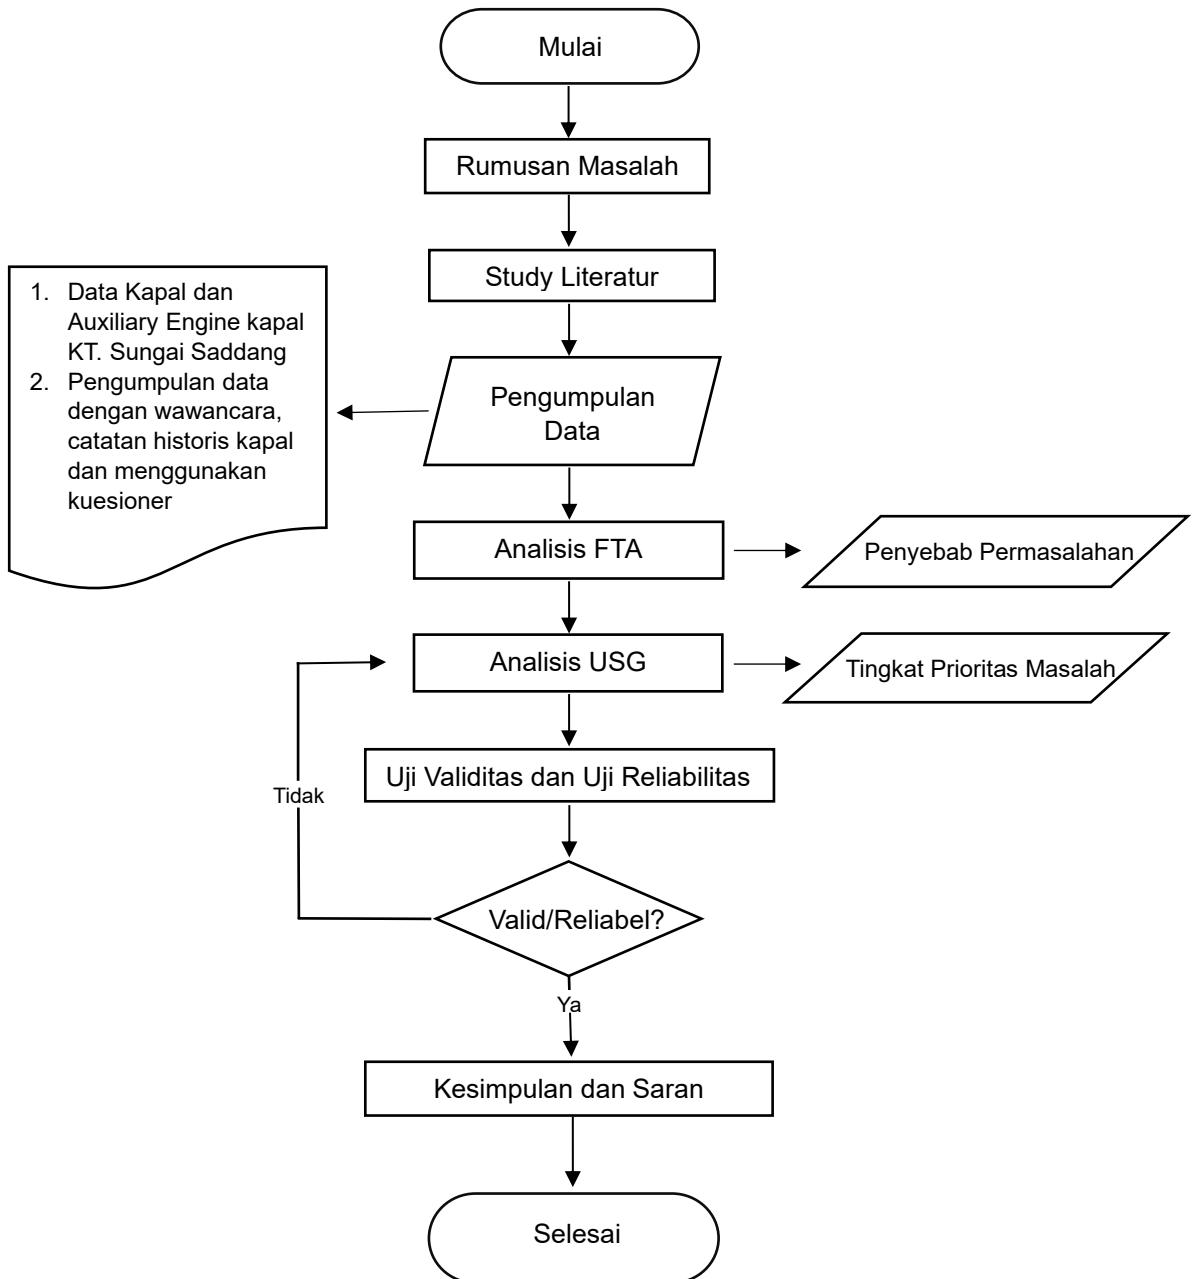 Mulai
Rumusan Masalah
Study Literatur
1. Data Kapal dan
Auxiliary Engine kapal
KT. Sungai Saddang
2. Pengumpulan data
dengan wawancara,
catatan historis kapal
dan menggunakan
kuesioner
Pengumpulan
Data
Analisis FTA
Penyebab Permasalahan
Analisis USG
Tingkat Prioritas Masalah
Uji Validitas dan Uji Reliabilitas
Tidak
Valid/Reliabel?
Ya
Kesimpulan dan Saran
Selesai